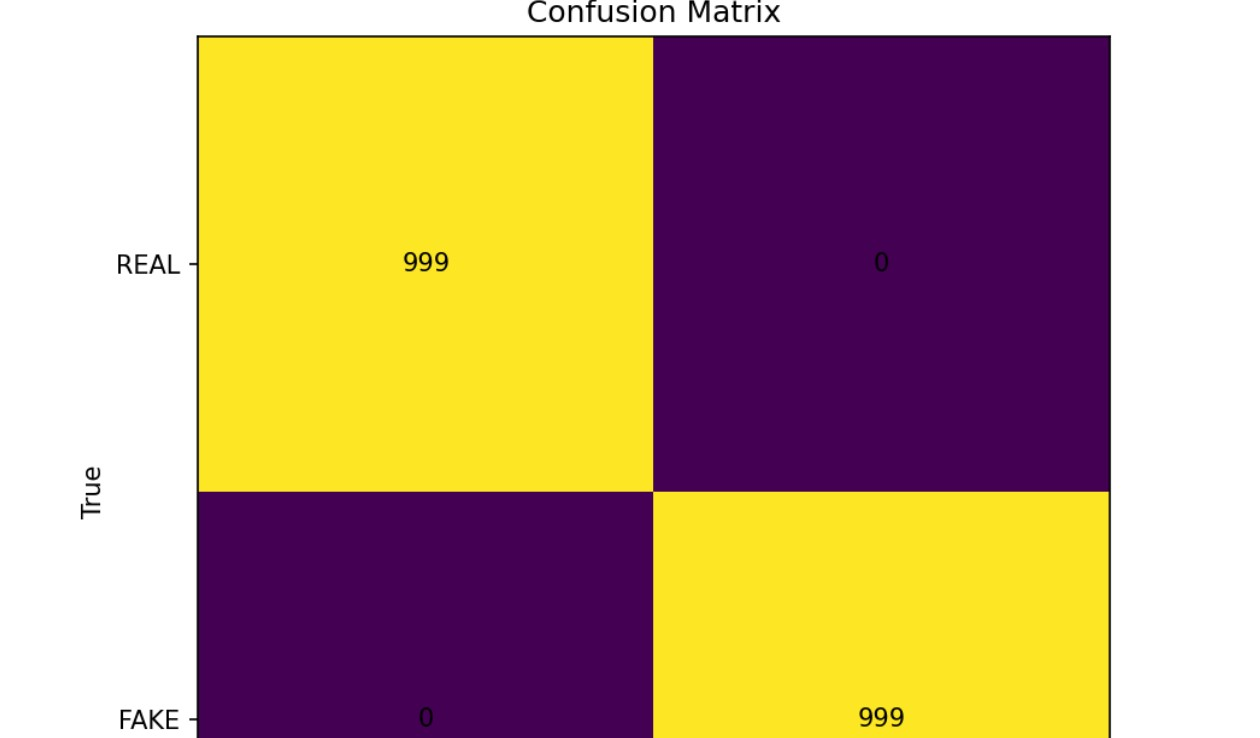 Confusion Matrix
REAL
999
0
True
FAKE
0
999